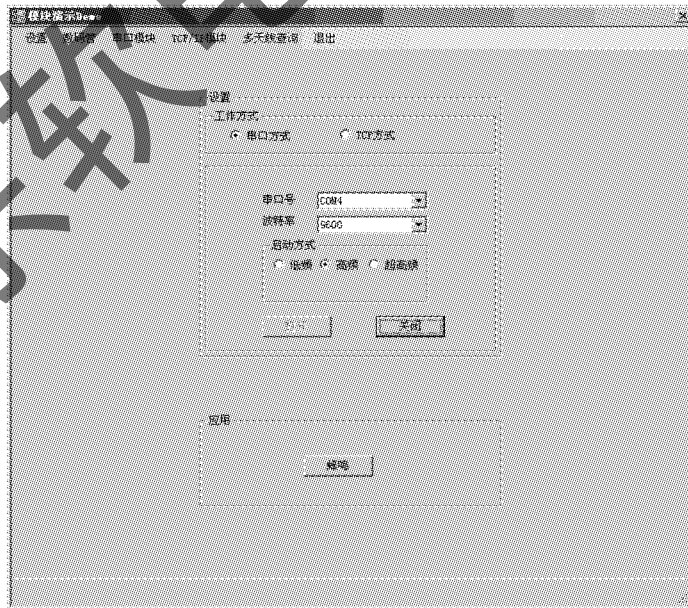 模块演示Demo
设置 数码管 串口模块 TCP/IP模块 多天线查询 退出
设置
工作方式
串口方式 TCP方式
串口号 COM4
波特率 9600
启动方式
低频 高频 超高频
关闭
应用
蜂鸣